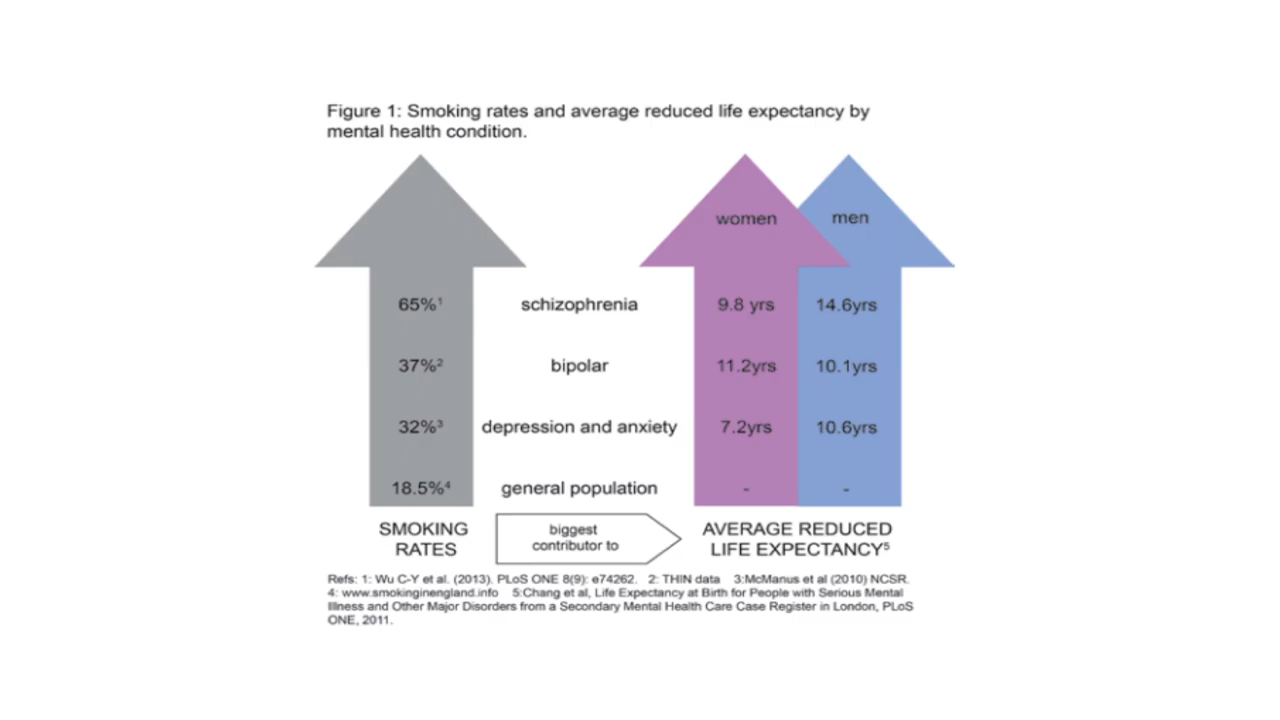 Figure 1: Smoking rates and average reduced life expectancy by
mental health condition.
women men
65%¹ schizophrenia 9.8 yrs 14.6yrs
37%² bipolar 11.2yrs 10.1yrs
32%³ depression and anxiety 7.2yrs 10.6yrs
18.5%⁴ general population - -
SMOKING
RATES
biggest
contributor to
AVERAGE REDUCED
LIFE EXPECTANCY⁵
Refs: 1: Wu C-Y et al. (2013). PLoS ONE 8(9): e74262. 2: THIN data 3:McManus et al (2010) NCSR.
4: www.smokinginengland.info 5:Chang et al, Life Expectancy at Birth for People with Serious Mental
Illness and Other Major Disorders from a Secondary Mental Health Care Case Register in London, PLoS
ONE, 2011.